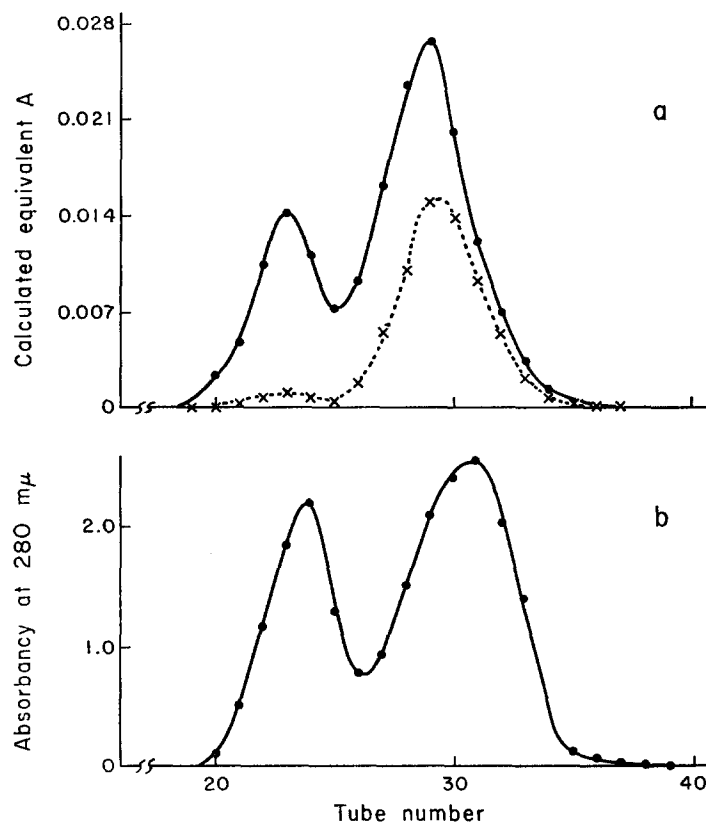 0.028
0.021
0.014
0.007
0
Calculated equivalent A
a
2.0
1.0
0
Absorbancy at 280 mμ
b
20
30
40
Tube number